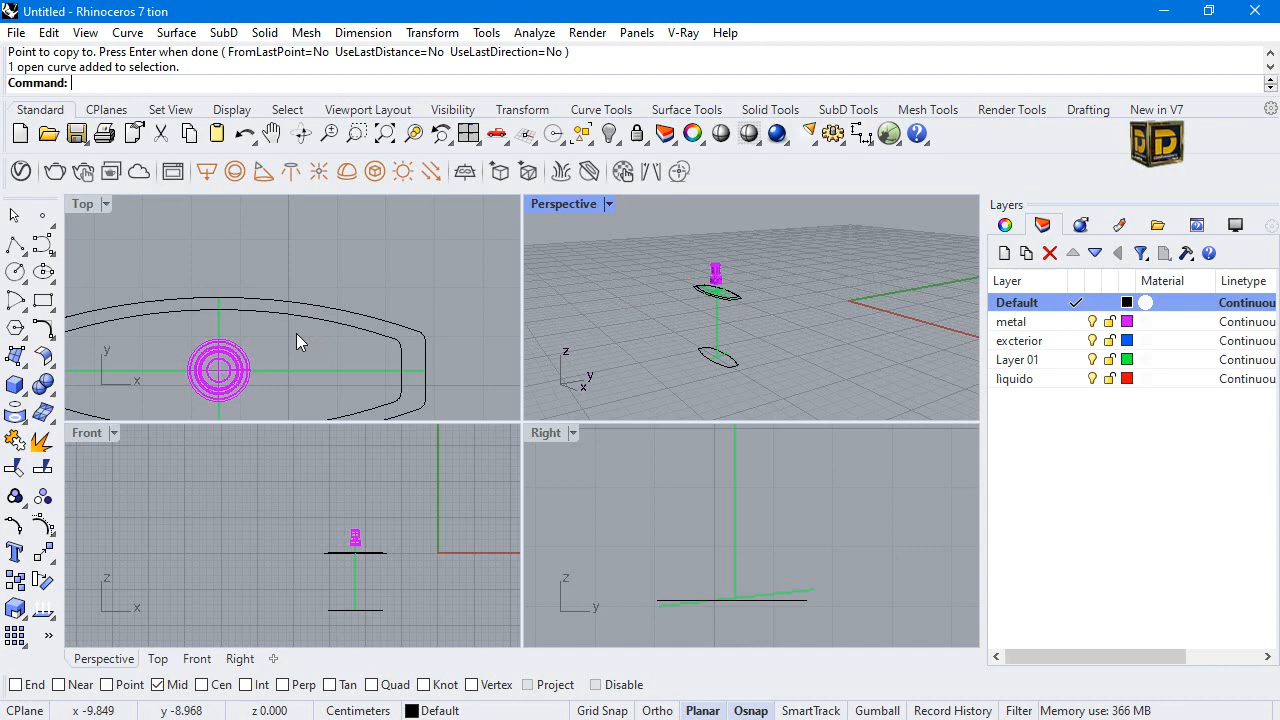 Untitled - Rhinoceros 7 tion
File Edit View Curve Surface SubD Solid Mesh Dimension Transform Tools Analyze Render Panels V-Ray Help
Point to copy to. Press Enter when done ( FromLastPoint=No UseLastDistance=No UseLastDirection=No )
1 open curve added to selection.
Command:
Standard CPlanes Set View Display Select Viewport Layout Visibility Transform Curve Tools Surface Tools Solid Tools SubD Tools Mesh Tools Render Tools Drafting New in V7
Top
Perspective
Layers
Layer Material Linetype
Default Continuou
metal Continuou
excterior Continuou
Layer 01 Continuou
liquido Continuou
y
x
z
y
x
Front
Right
z
x
z
y
Perspective Top Front Right
End Near Point Mid Cen Int Perp Tan Quad Knot Vertex Project Disable
CPlane x -9.849 y -8.968 z 0.000 Centimeters Default Grid Snap Ortho Planar Osnap SmartTrack Gumball Record History Filter Memory use: 366 MB